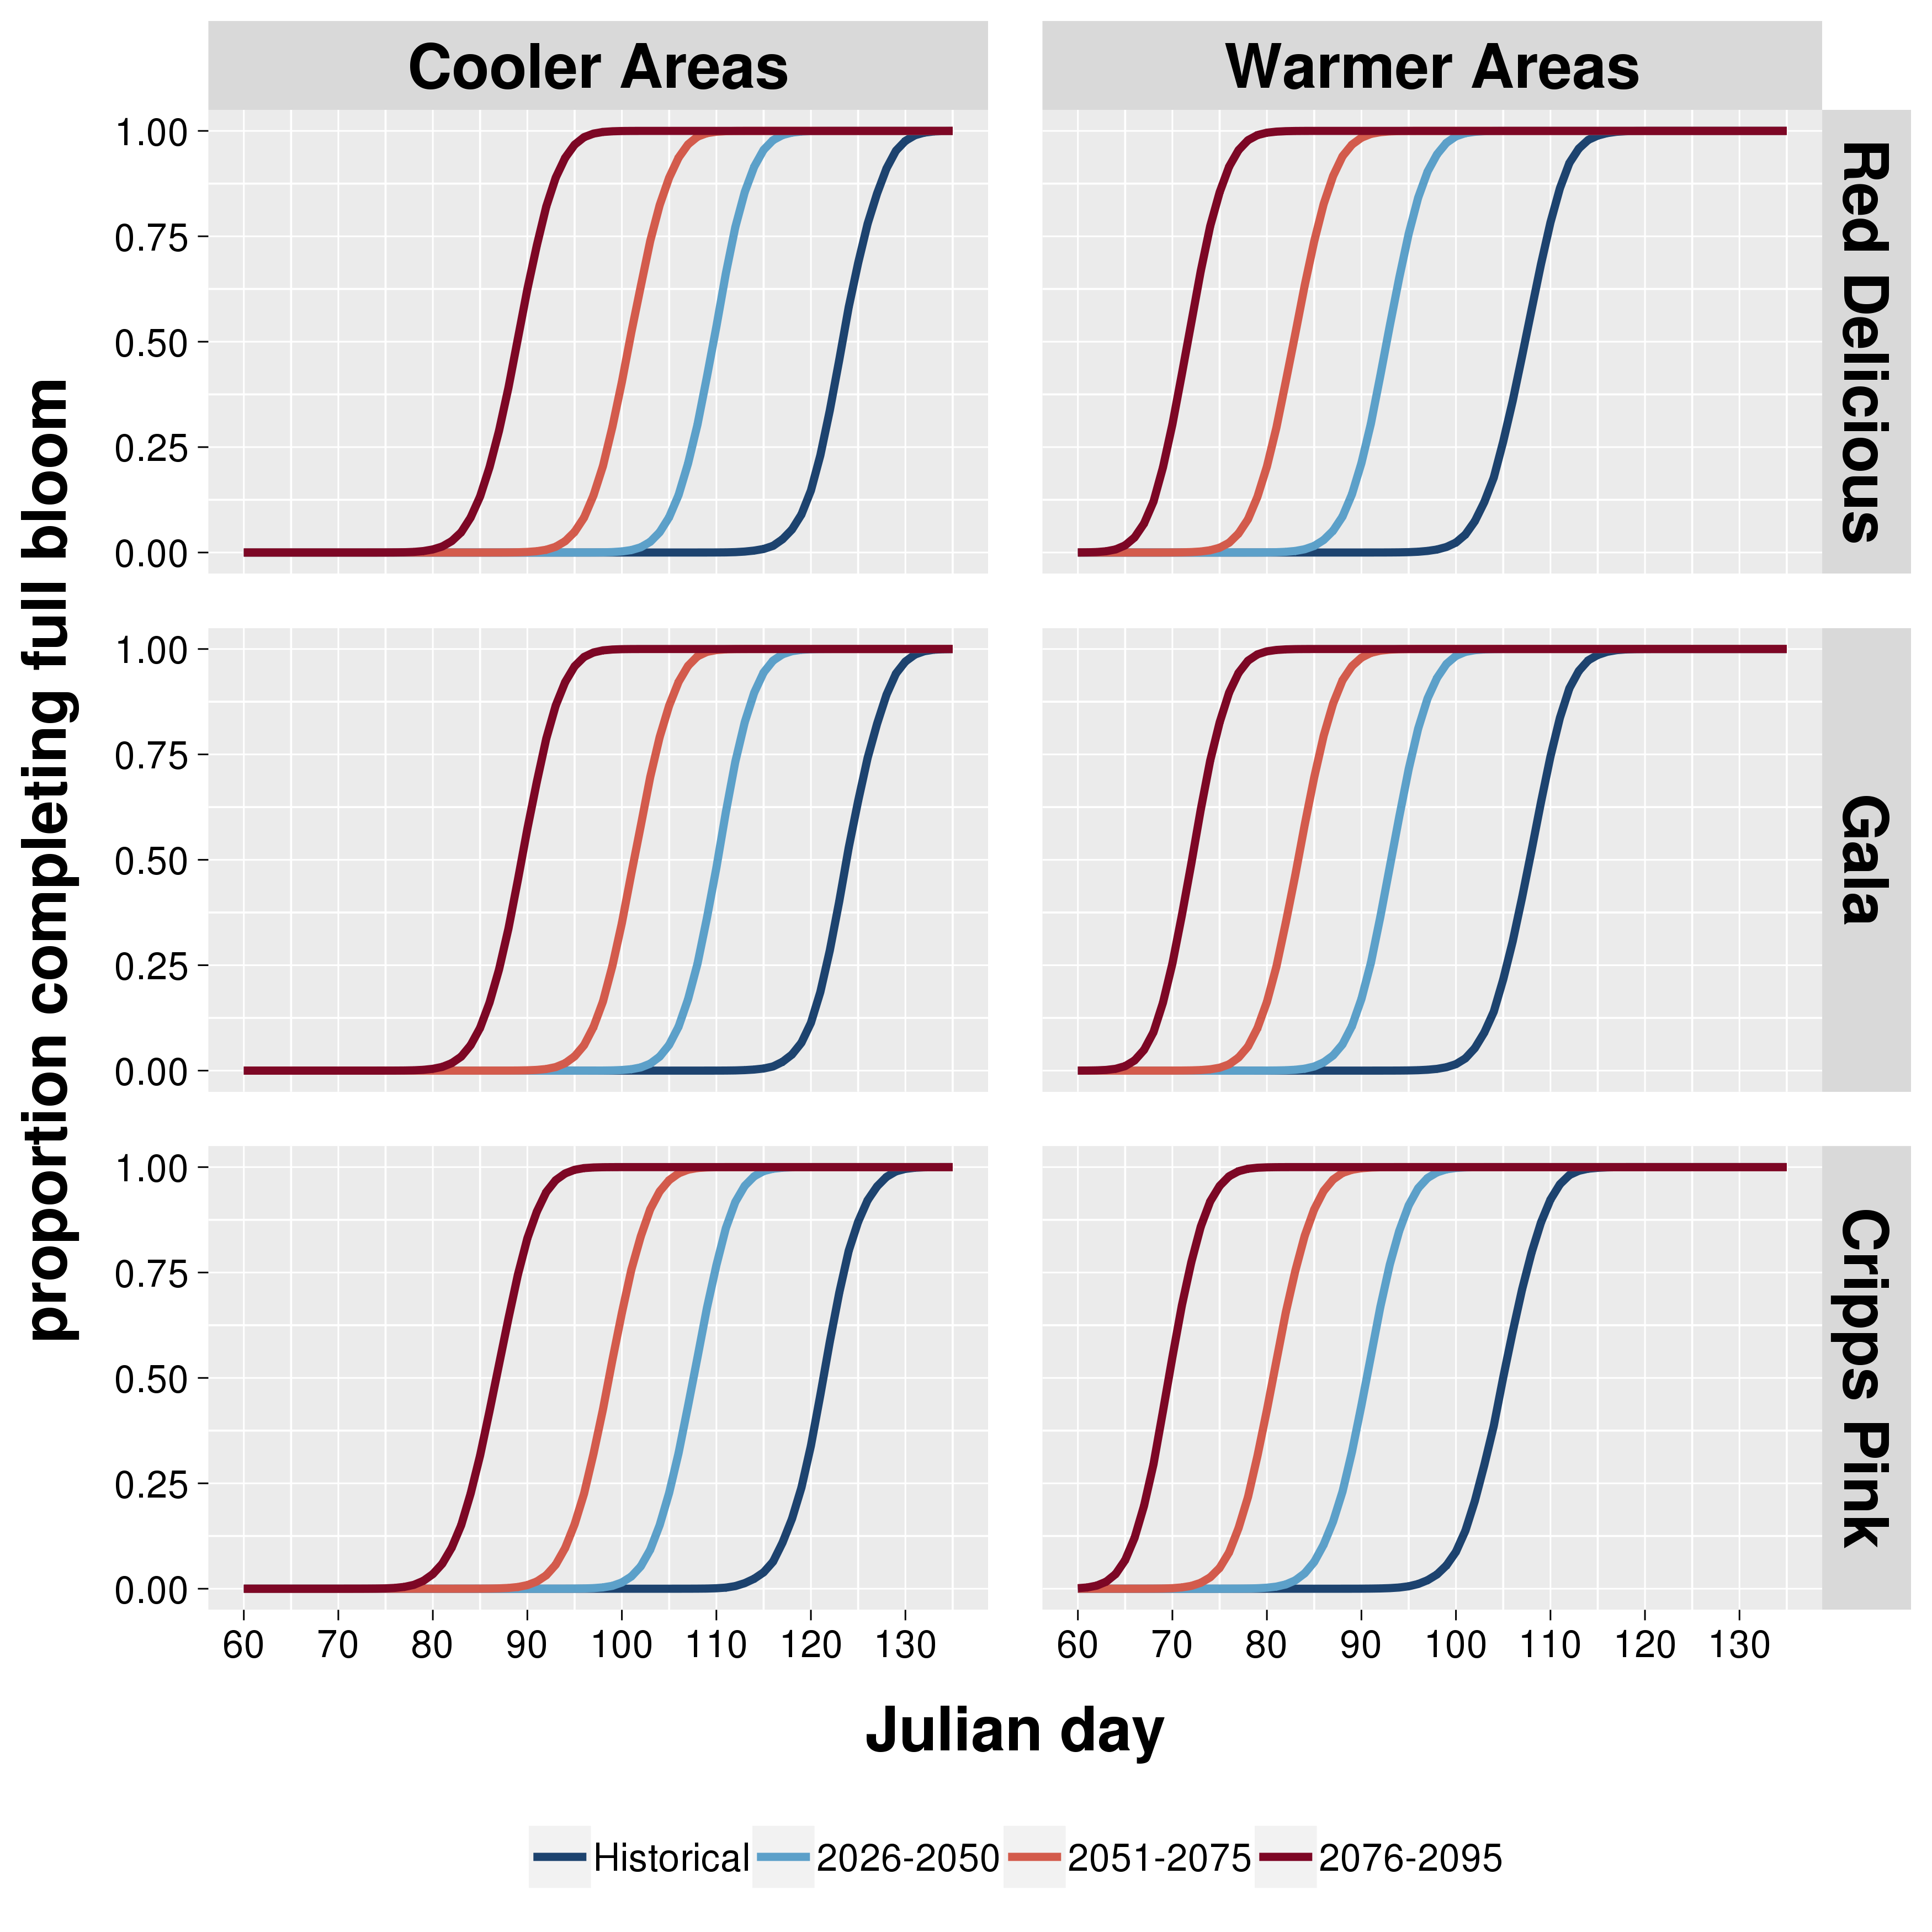 Cooler Areas
Warmer Areas
proportion completing full bloom
1.00
0.75
0.50
0.25
0.00
Red Delicious
1.00
0.75
0.50
0.25
0.00
Gala
1.00
0.75
0.50
0.25
0.00
Cripps Pink
60 70 80 90 100 110 120 130
60 70 80 90 100 110 120 130
Julian day
Historical 2026-2050 2051-2075 2076-2095